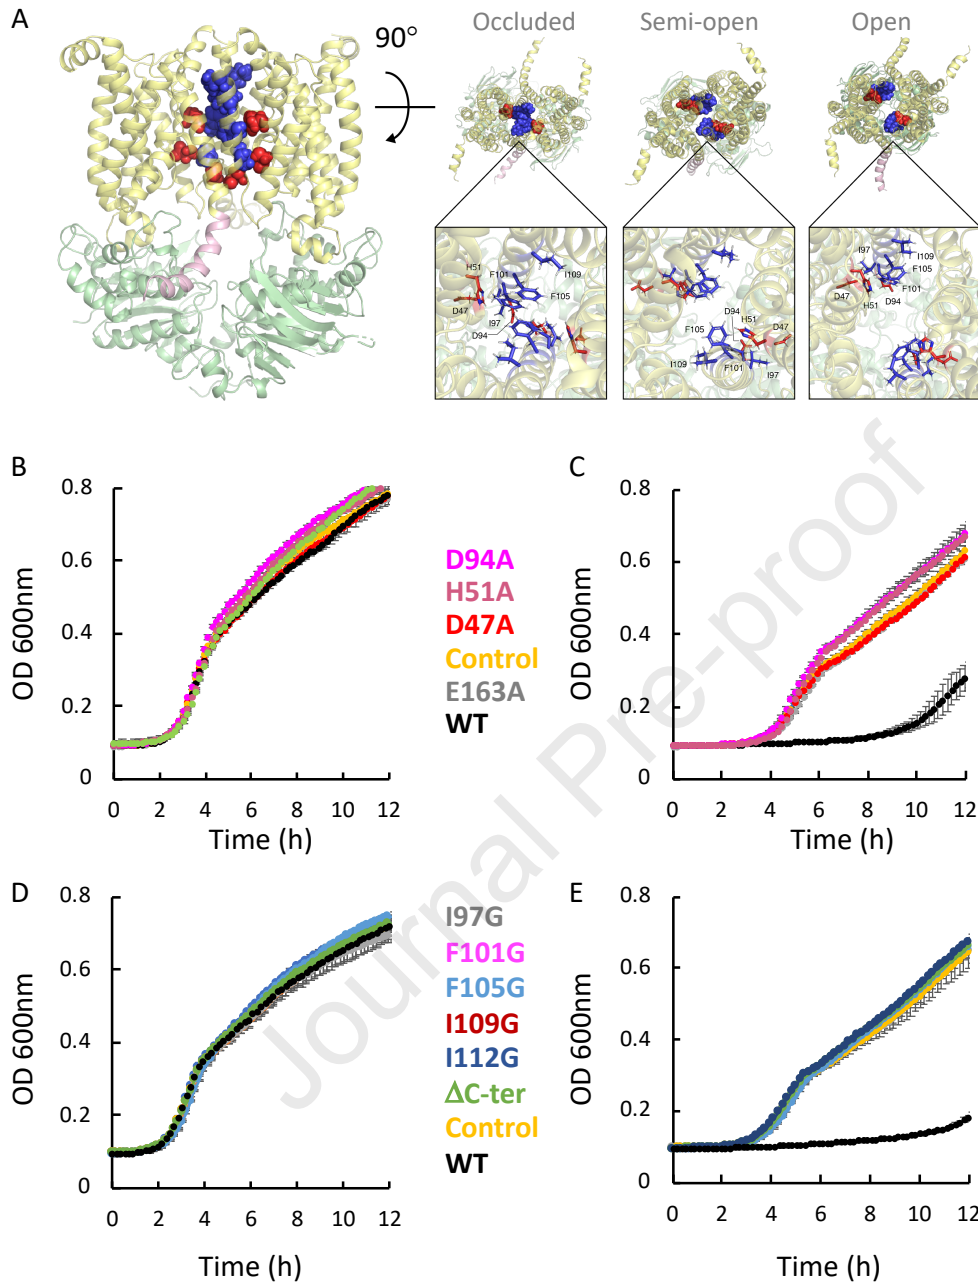 A
90°
Occluded
Semi-open
Open
H51
F101
I109
D47
F105
I97
D94
D94
H51
D47
F105
I109
F101
I97
I97
I109
F105
F101
D47
H51
D94
B
0.8
0.6
0.4
0.2
0
OD 600nm
0 2 4 6 8 10 12
Time (h)
D94A
H51A
D47A
Control
E163A
WT
C
0.8
0.6
0.4
0.2
0
OD 600nm
0 2 4 6 8 10 12
Time (h)
D
0.8
0.6
0.4
0.2
0
OD 600nm
0 2 4 6 8 10 12
Time (h)
I97G
F101G
F105G
I109G
I112G
ΔC-ter
Control
WT
E
0.8
0.6
0.4
0.2
0
OD 600nm
0 2 4 6 8 10 12
Time (h)
Journal Pre-proof